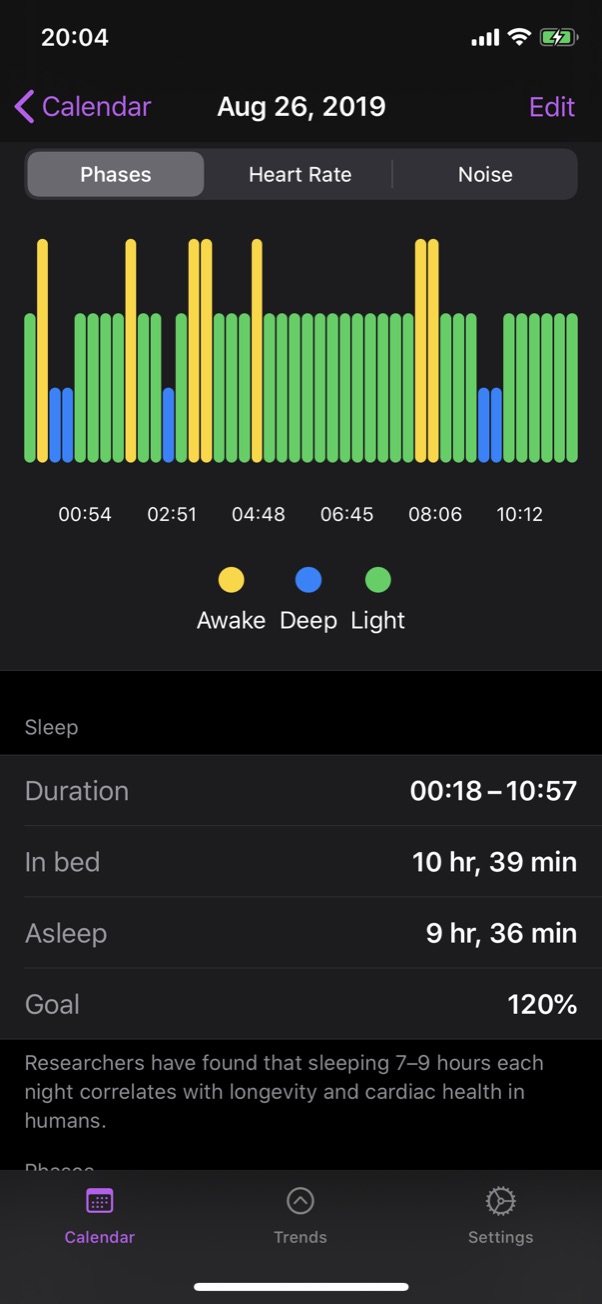 20:04
Calendar Aug 26, 2019 Edit
Phases Heart Rate Noise
00:54 02:51 04:48 06:45 08:06 10:12
Awake Deep Light
Sleep
Duration 00:18–10:57
In bed 10 hr, 39 min
Asleep 9 hr, 36 min
Goal 120%
Researchers have found that sleeping 7–9 hours each
night correlates with longevity and cardiac health in
humans.
Phases
Calendar Trends Settings